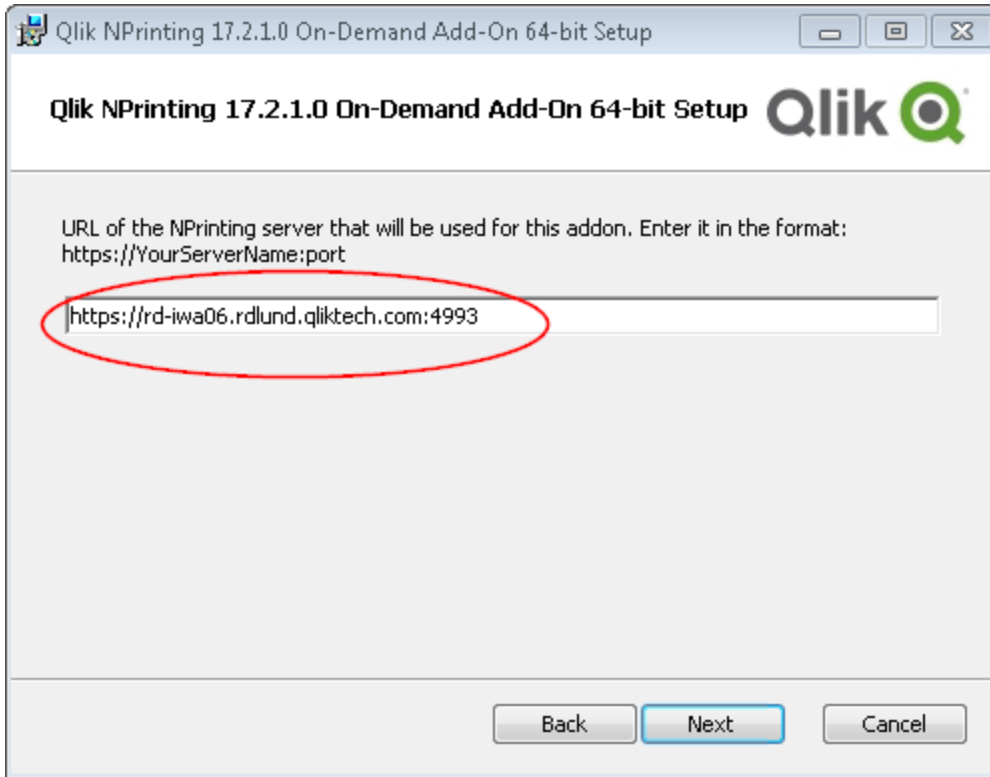 Qlik NPrinting 17.2.1.0 On-Demand Add-On 64-bit Setup
Qlik NPrinting 17.2.1.0 On-Demand Add-On 64-bit Setup Qlik
URL of the NPrinting server that will be used for this addon. Enter it in the format:
https://YourServerName:port
https://rd-iwa06.rdlund.qliktech.com:4993
Back Next Cancel